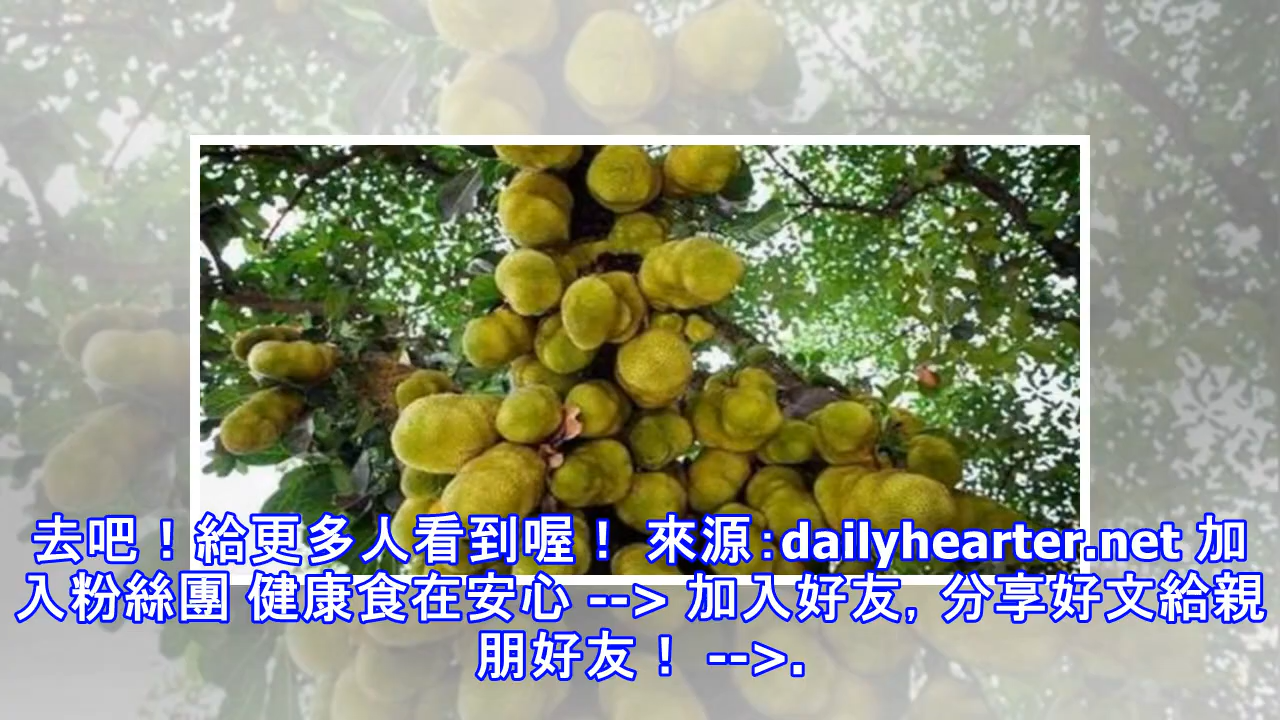 去吧！給更多人看到喔！ 來源：dailyhearter.net 加
入粉絲團 健康食在安心 --> 加入好友，分享好文給親
朋好友！ -->.